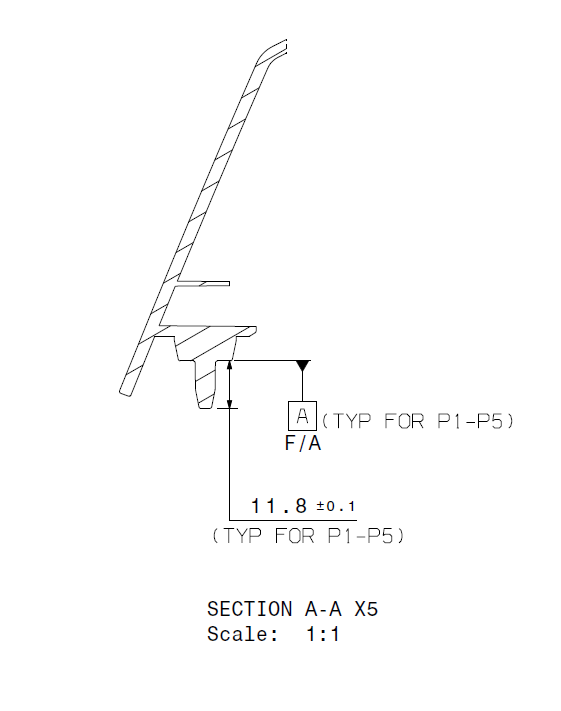 A (TYP FOR P1-P5)
F/A
11.8 ±0.1
(TYP FOR P1-P5)
SECTION A-A X5
Scale: 1:1